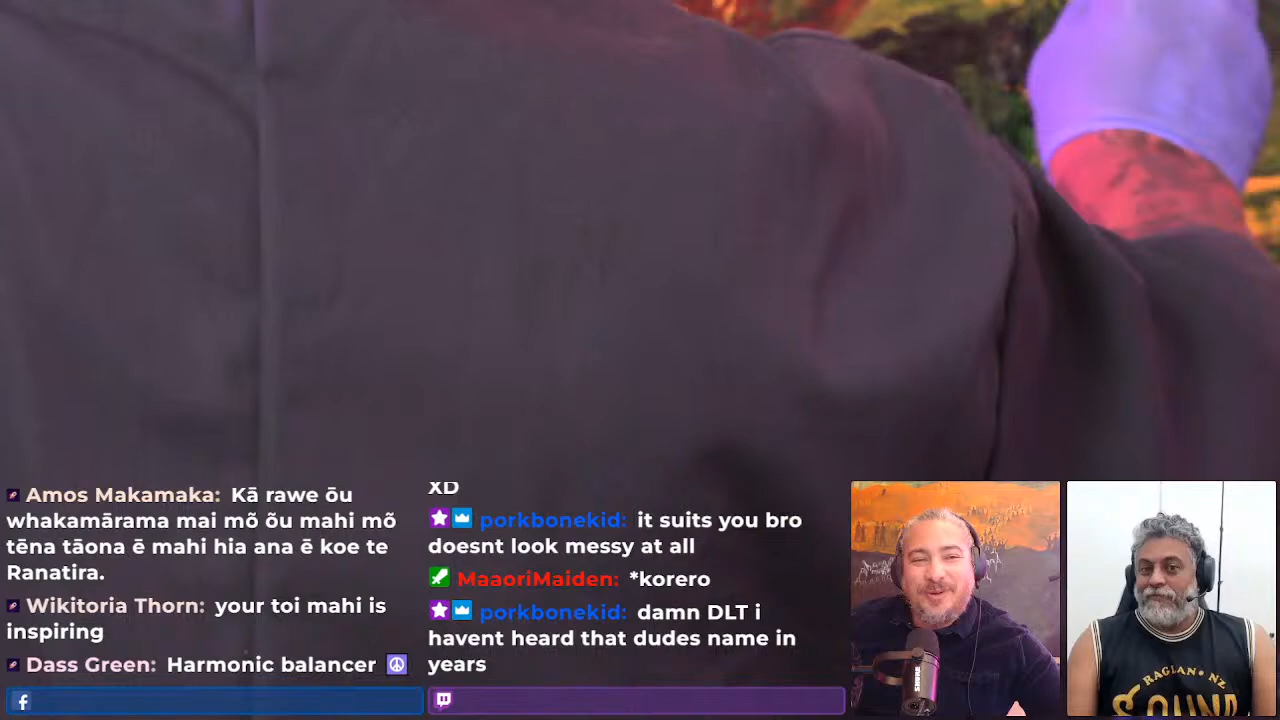 Amos Makamaka: Kā rawe ōu
whakamārama mai mō ōu mahi mō
tēna tāona ē mahi hia ana ē koe te
Ranatira.
Wikitoria Thorn: your toi mahi is
inspiring
Dass Green: Harmonic balancer
XD
porkbonekid: it suits you bro
doesnt look messy at all
MaaoriMaiden: *korero
porkbonekid: damn DLT i
havent heard that dudes name in
years
SHURE
RAGLAN • NZ
SOUND